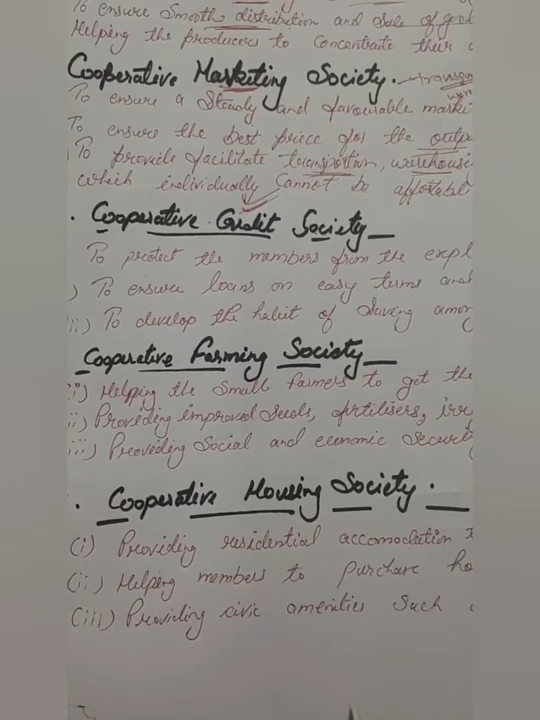 To ensure Smooth distribution and Sale of good
Helping the producers to concentrate their
Cooperative Marketing Society.
To ensure a Steady and favourable marke
To ensure the best price for the outpu
To provide facilitate transportion, warehousi
which individually cannot be affortabl
. Cooperative Credit Society
To protect the members from the expl
) To ensure loans on easy terms and
ii) To develop the habit of Saving amon
Cooperative Farming Society
i) Helping the Small farmers to get the
ii) Providing improved Seeds, fertilisers, irr
iii) Providing Social and economic Securit
. Cooperative Housing Society.
(i) Providing residential accomodation
(ii) Helping members to purchase ho
(iii) Providing civic amenities Such